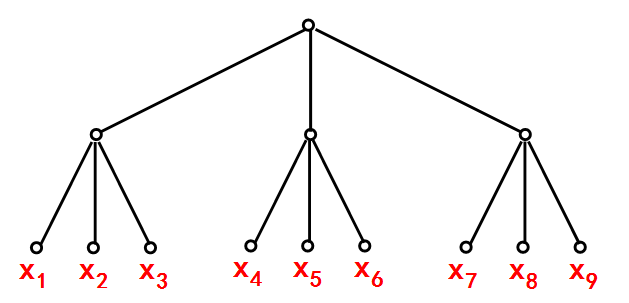 x₁ x₂ x₃ x₄ x₅ x₆ x₇ x₈ x₉